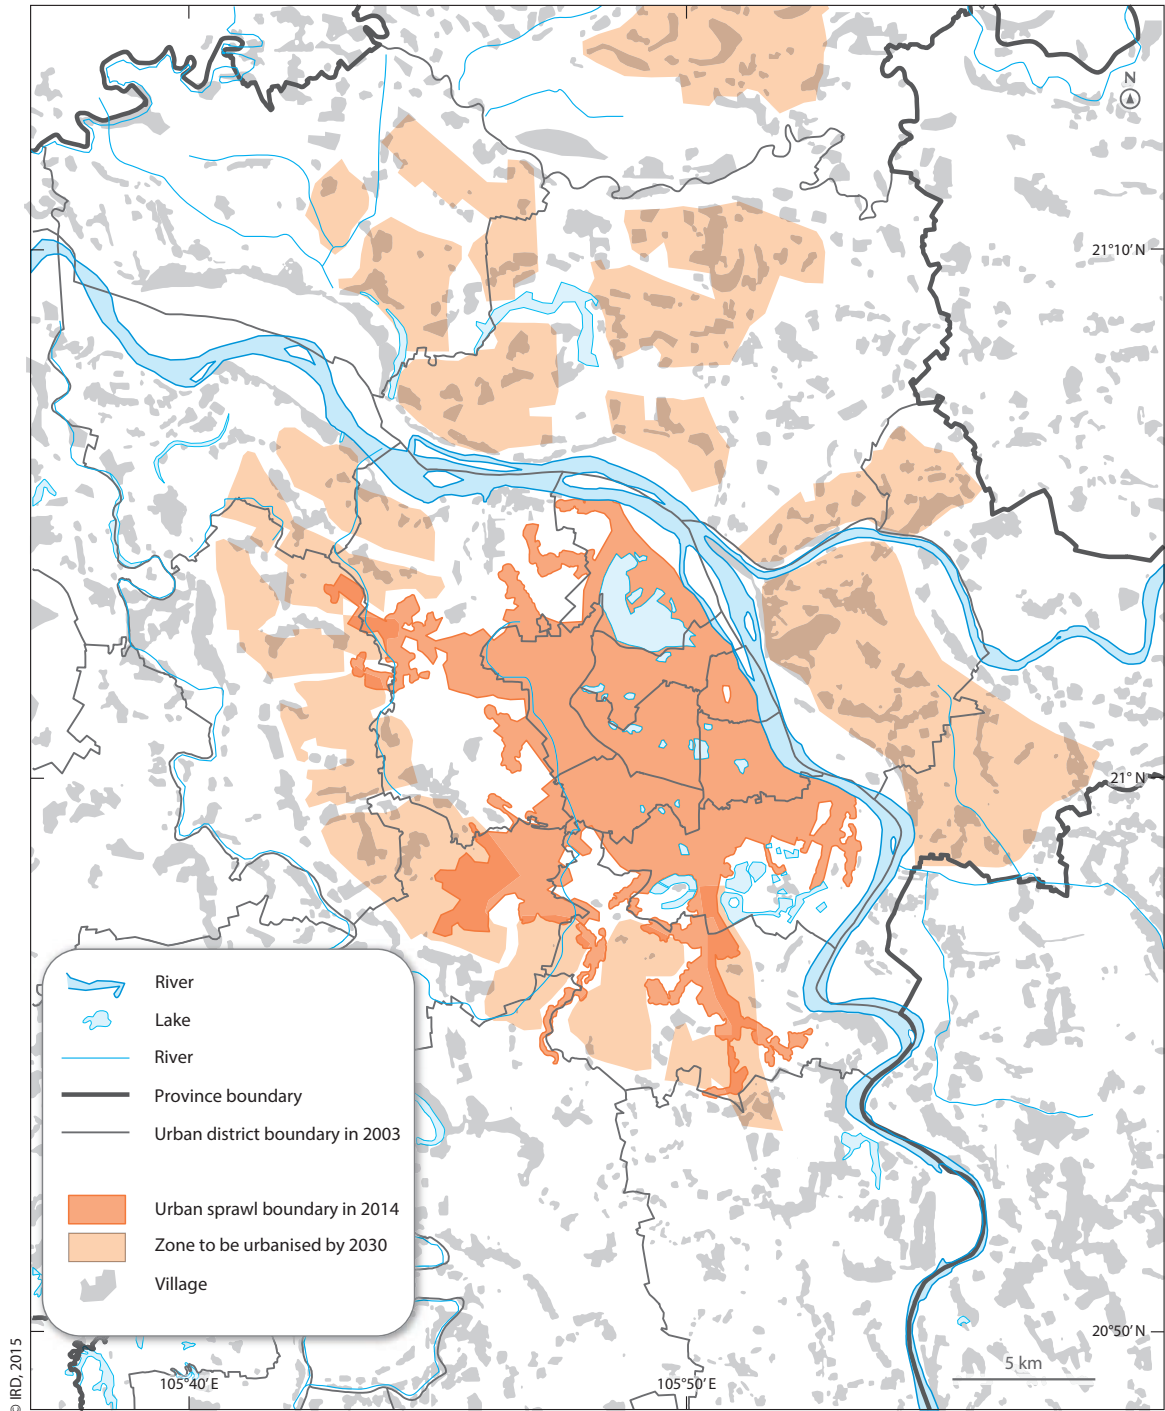 N
21°10′ N
21° N
River
Lake
River
Province boundary
Urban district boundary in 2003
Urban sprawl boundary in 2014
Zone to be urbanised by 2030
Village
20°50′ N
5 km
105°40′ E
105°50′ E
© IRD, 2015